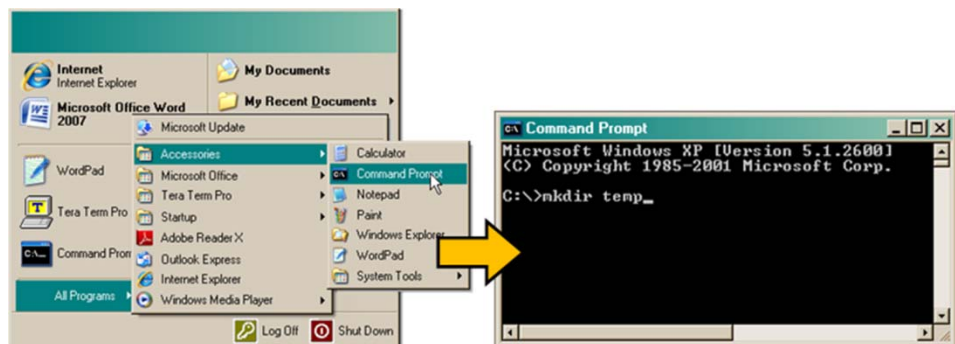 Internet
Internet Explorer
Microsoft Office Word
2007
WordPad
Tera Term Pro
Command Prom
All Programs
My Documents
My Recent Documents
Microsoft Update
Accessories
Microsoft Office
Tera Term Pro
Startup
Adobe Reader X
Outlook Express
Internet Explorer
Windows Media Player
Calculator
Command Prompt
Notepad
Paint
Windows Explorer
WordPad
System Tools
Log Off
Shut Down
Command Prompt
Microsoft Windows XP [Version 5.1.2600]
(C) Copyright 1985-2001 Microsoft Corp.
C:\>mkdir temp_